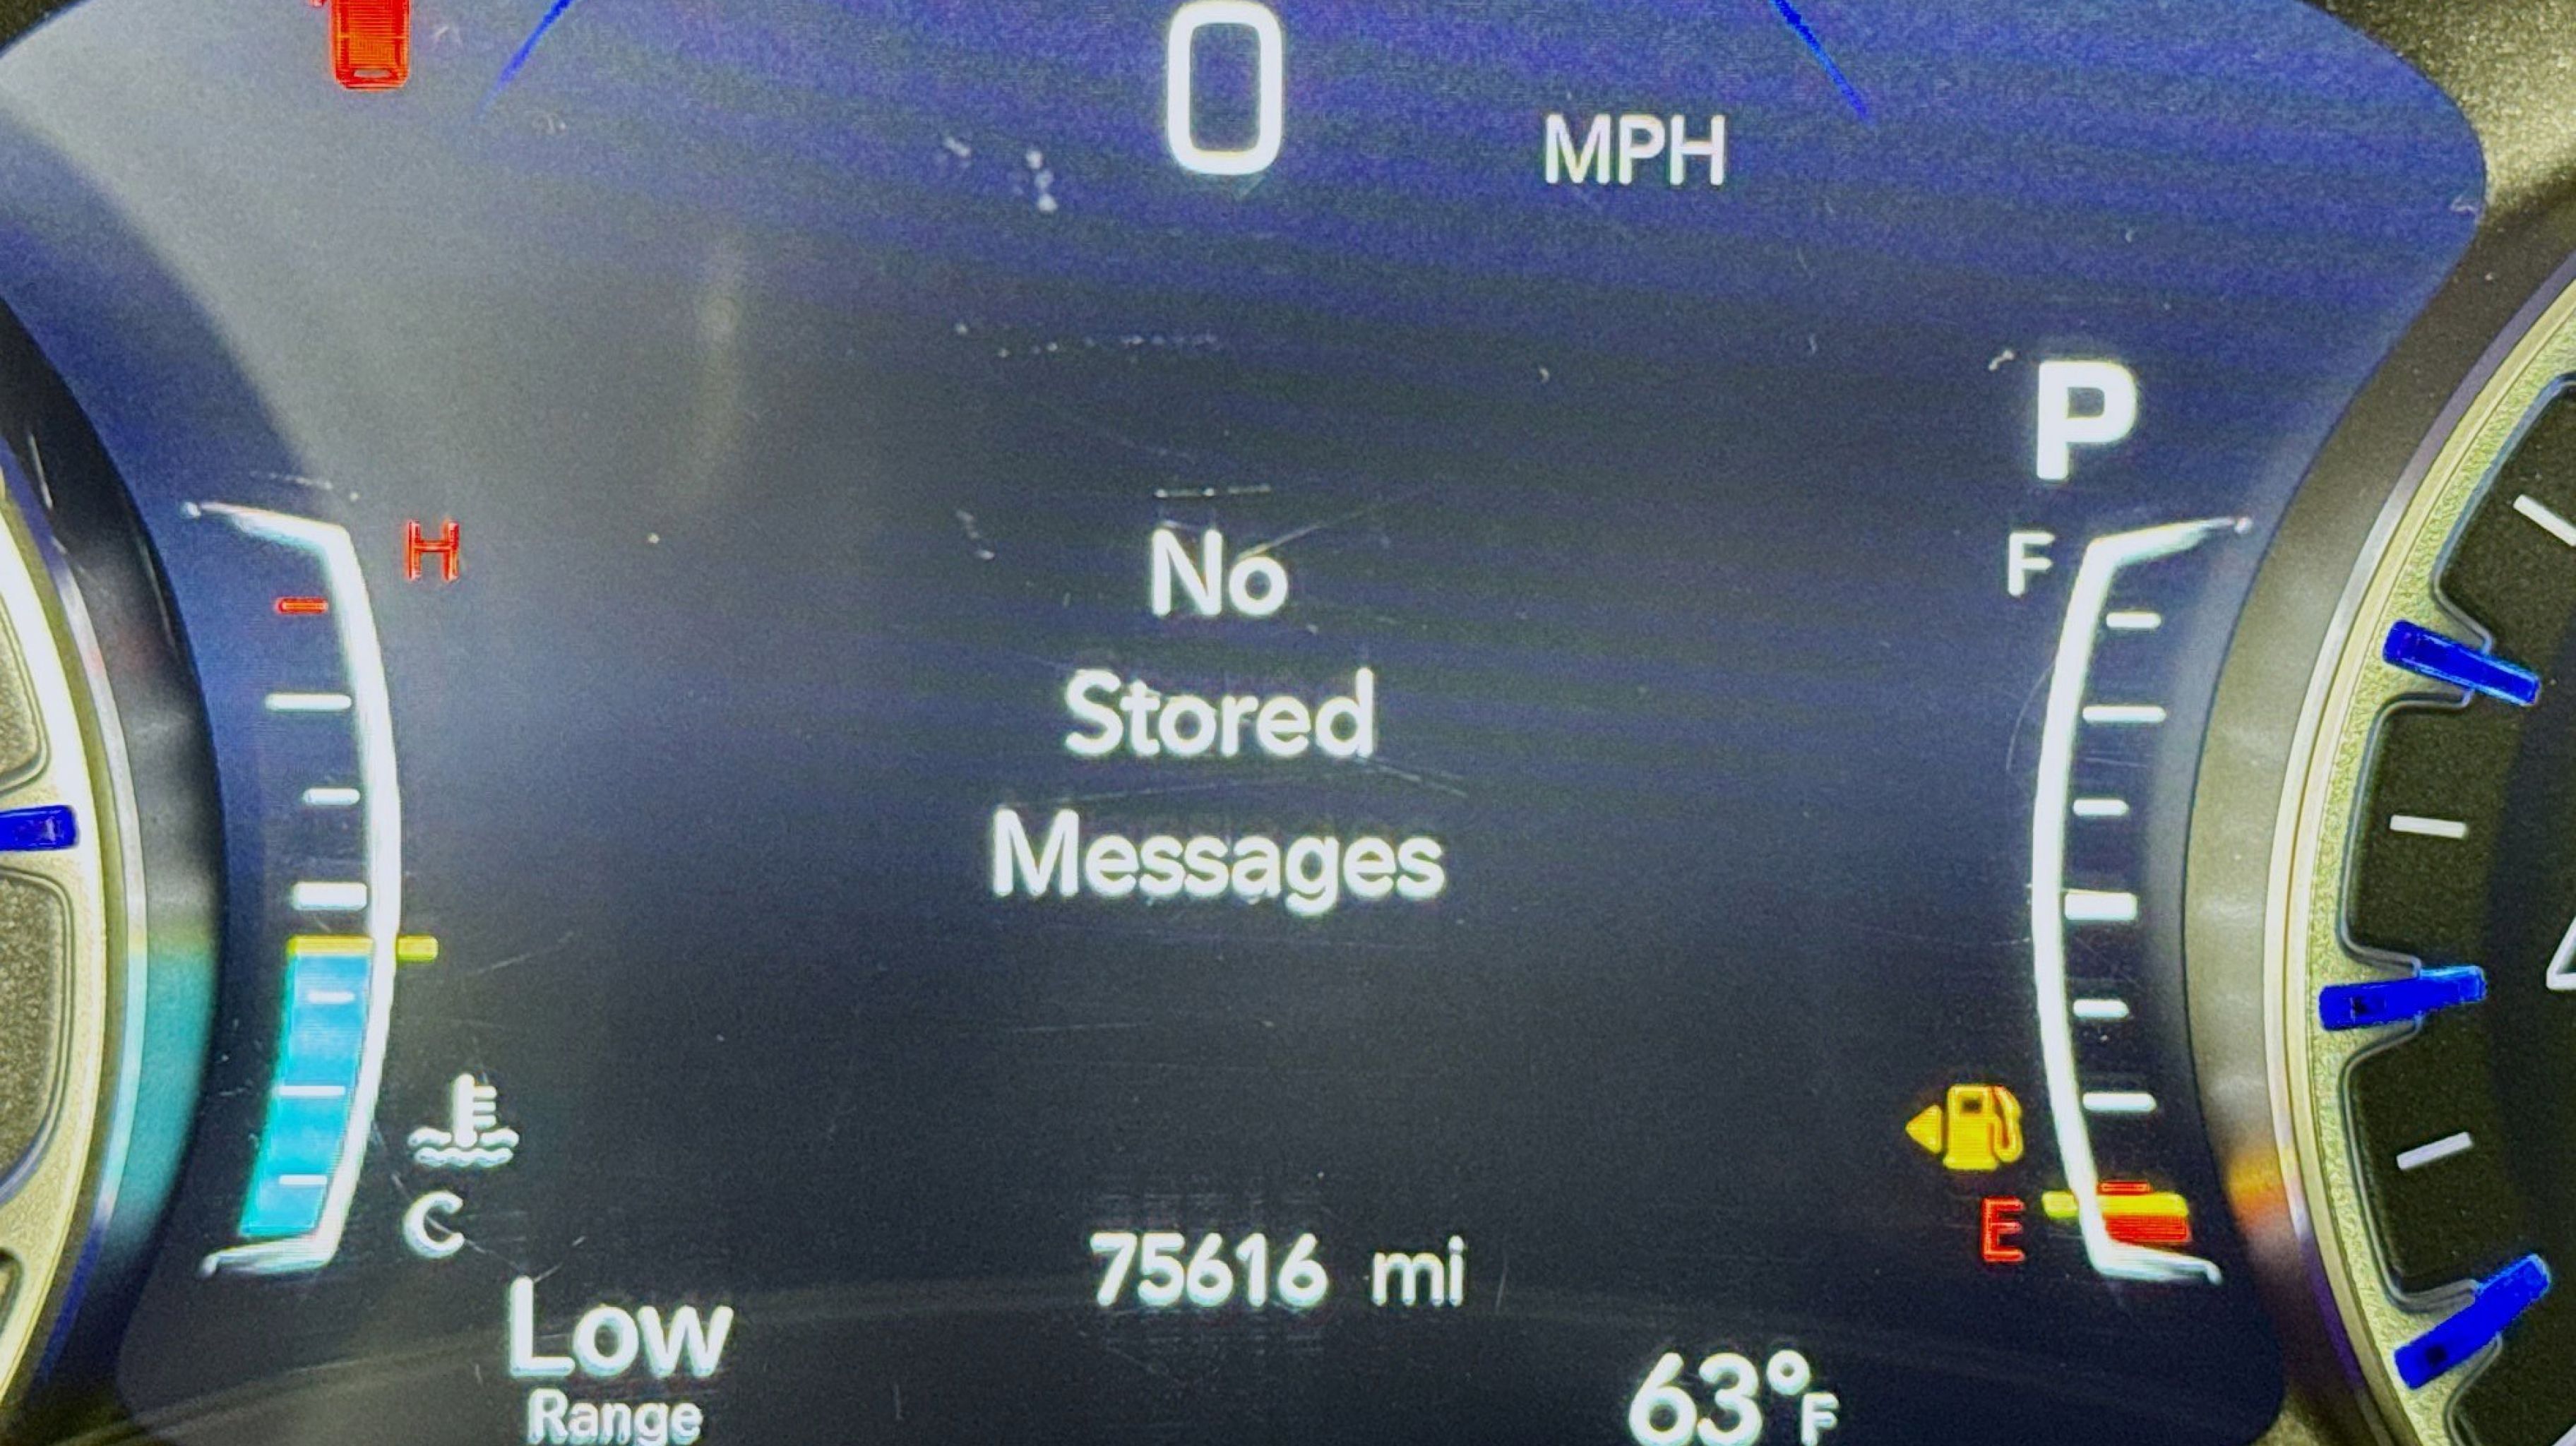 0
MPH
P
H
F
No
Stored
Messages
E
C
75616 mi
Low
Range
63°F